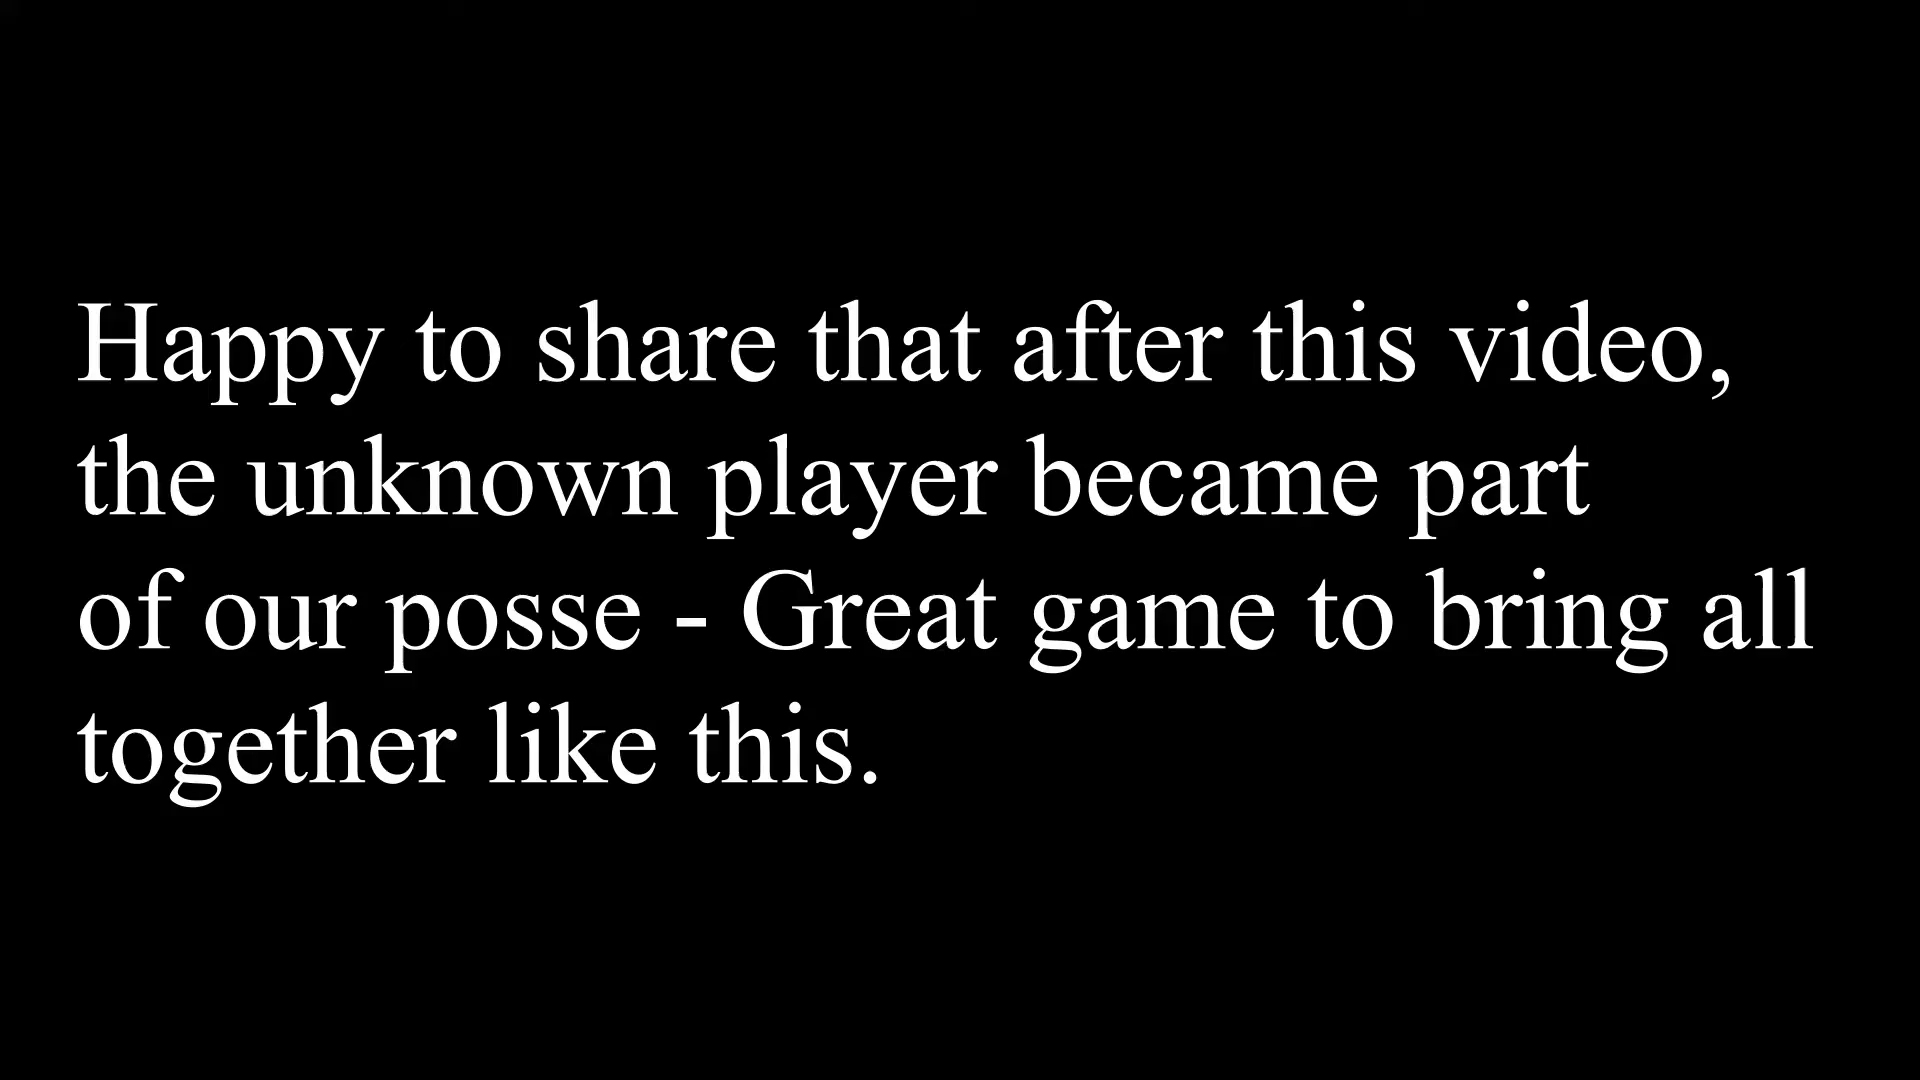 Happy to share that after this video,
the unknown player became part
of our posse - Great game to bring all
together like this.